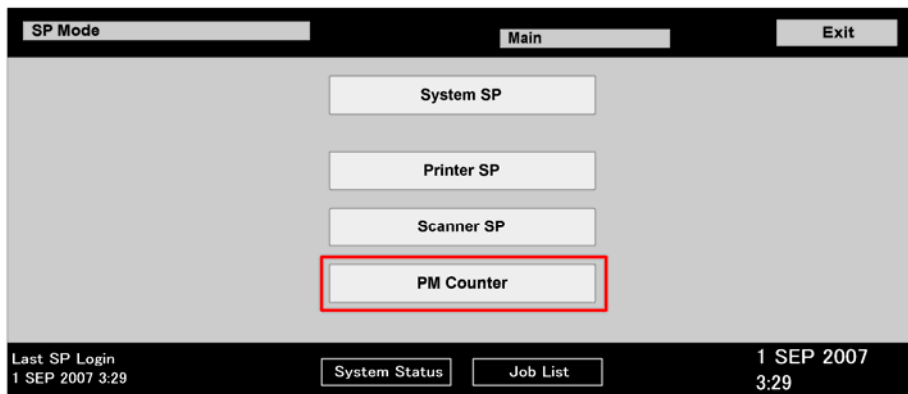 SP Mode
Main
Exit
System SP
Printer SP
Scanner SP
PM Counter
Last SP Login
1 SEP 2007 3:29
System Status
Job List
1 SEP 2007
3:29